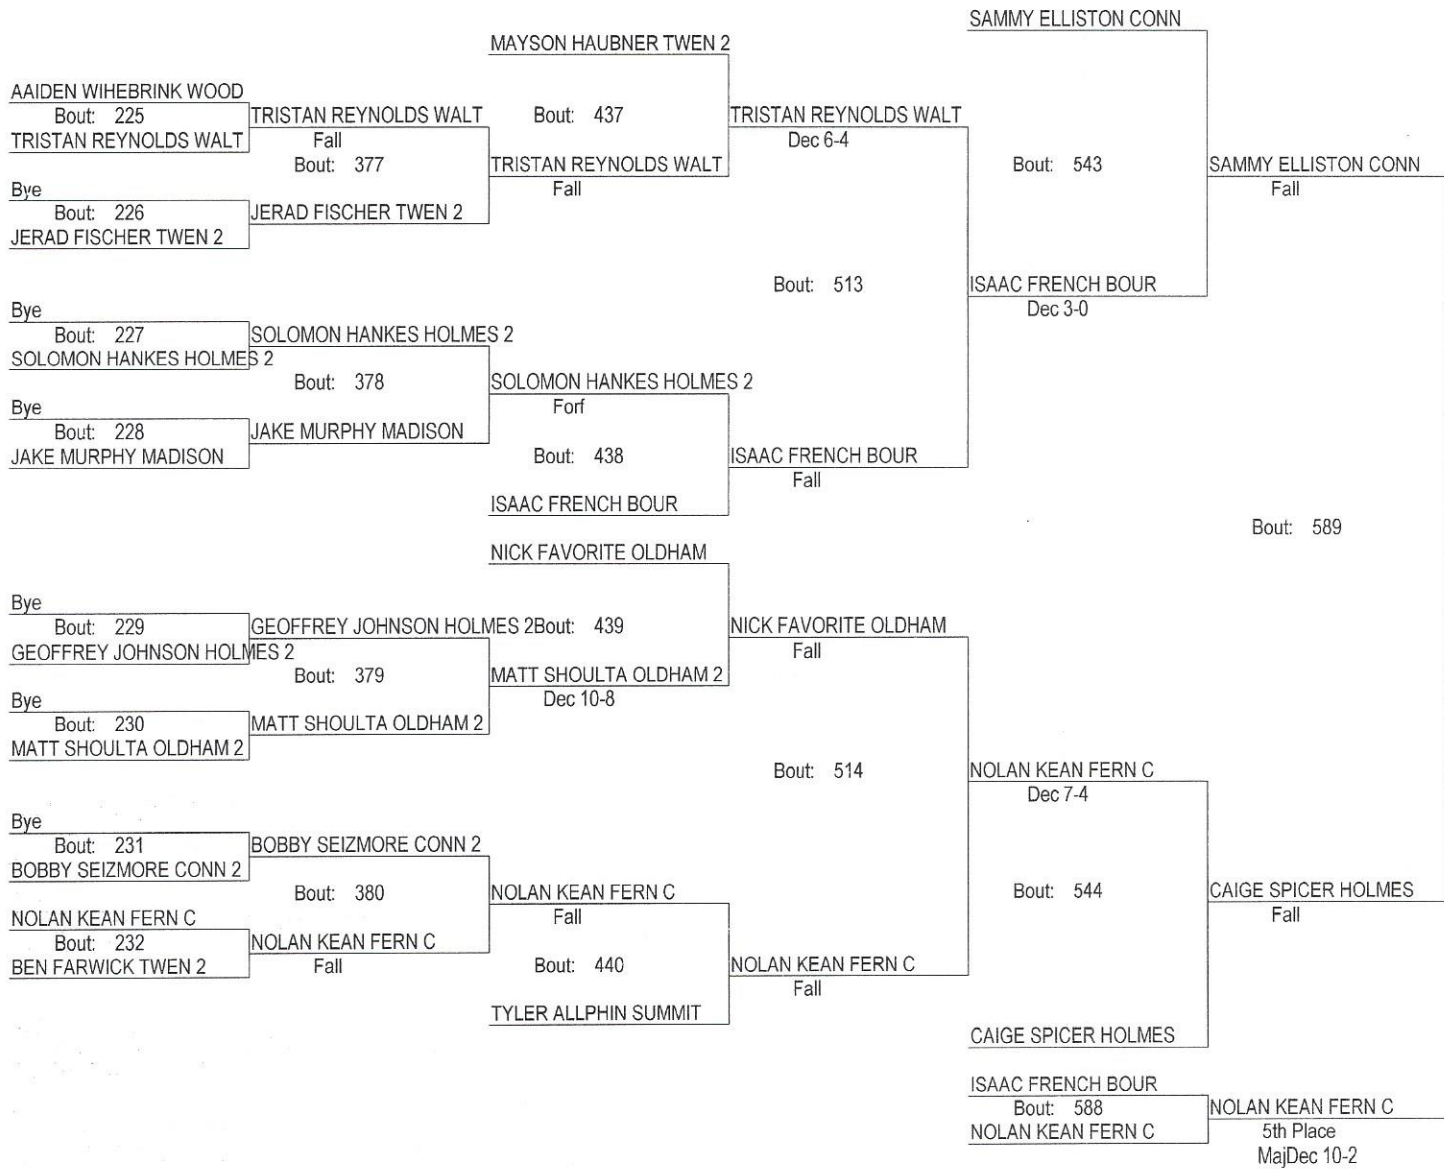 AAIDEN WIHEBRINK WOOD
Bout: 225
TRISTAN REYNOLDS WALT
Bye
Bout: 226
JERAD FISCHER TWEN 2
Bye
Bout: 227
SOLOMON HANKES HOLMES 2
Bye
Bout: 228
JAKE MURPHY MADISON
Bye
Bout: 229
GEOFFREY JOHNSON HOLMES 2
Bye
Bout: 230
MATT SHOULTA OLDHAM 2
Bye
Bout: 231
BOBBY SEIZMORE CONN 2
NOLAN KEAN FERN C
Bout: 232
BEN FARWICK TWEN 2
TRISTAN REYNOLDS WALT
Fall
Bout: 377
JERAD FISCHER TWEN 2
SOLOMON HANKES HOLMES 2
Bout: 378
JAKE MURPHY MADISON
GEOFFREY JOHNSON HOLMES 2
Bout: 379
MATT SHOULTA OLDHAM 2
BOBBY SEIZMORE CONN 2
Bout: 380
NOLAN KEAN FERN C
Fall
MAYSON HAUBNER TWEN 2
Bout: 437
TRISTAN REYNOLDS WALT
Fall
SOLOMON HANKES HOLMES 2
Forf
Bout: 438
ISAAC FRENCH BOUR
NICK FAVORITE OLDHAM
Bout: 439
MATT SHOULTA OLDHAM 2
Dec 10-8
NOLAN KEAN FERN C
Fall
Bout: 440
TYLER ALLPHIN SUMMIT
TRISTAN REYNOLDS WALT
Dec 6-4
Bout: 513
ISAAC FRENCH BOUR
Fall
NICK FAVORITE OLDHAM
Fall
Bout: 514
NOLAN KEAN FERN C
Fall
SAMMY ELLISTON CONN
Bout: 543
ISAAC FRENCH BOUR
Dec 3-0
NOLAN KEAN FERN C
Dec 7-4
Bout: 544
CAIGE SPICER HOLMES
ISAAC FRENCH BOUR
Bout: 588
NOLAN KEAN FERN C
SAMMY ELLISTON CONN
Fall
Bout: 589
CAIGE SPICER HOLMES
Fall
NOLAN KEAN FERN C
5th Place
MajDec 10-2